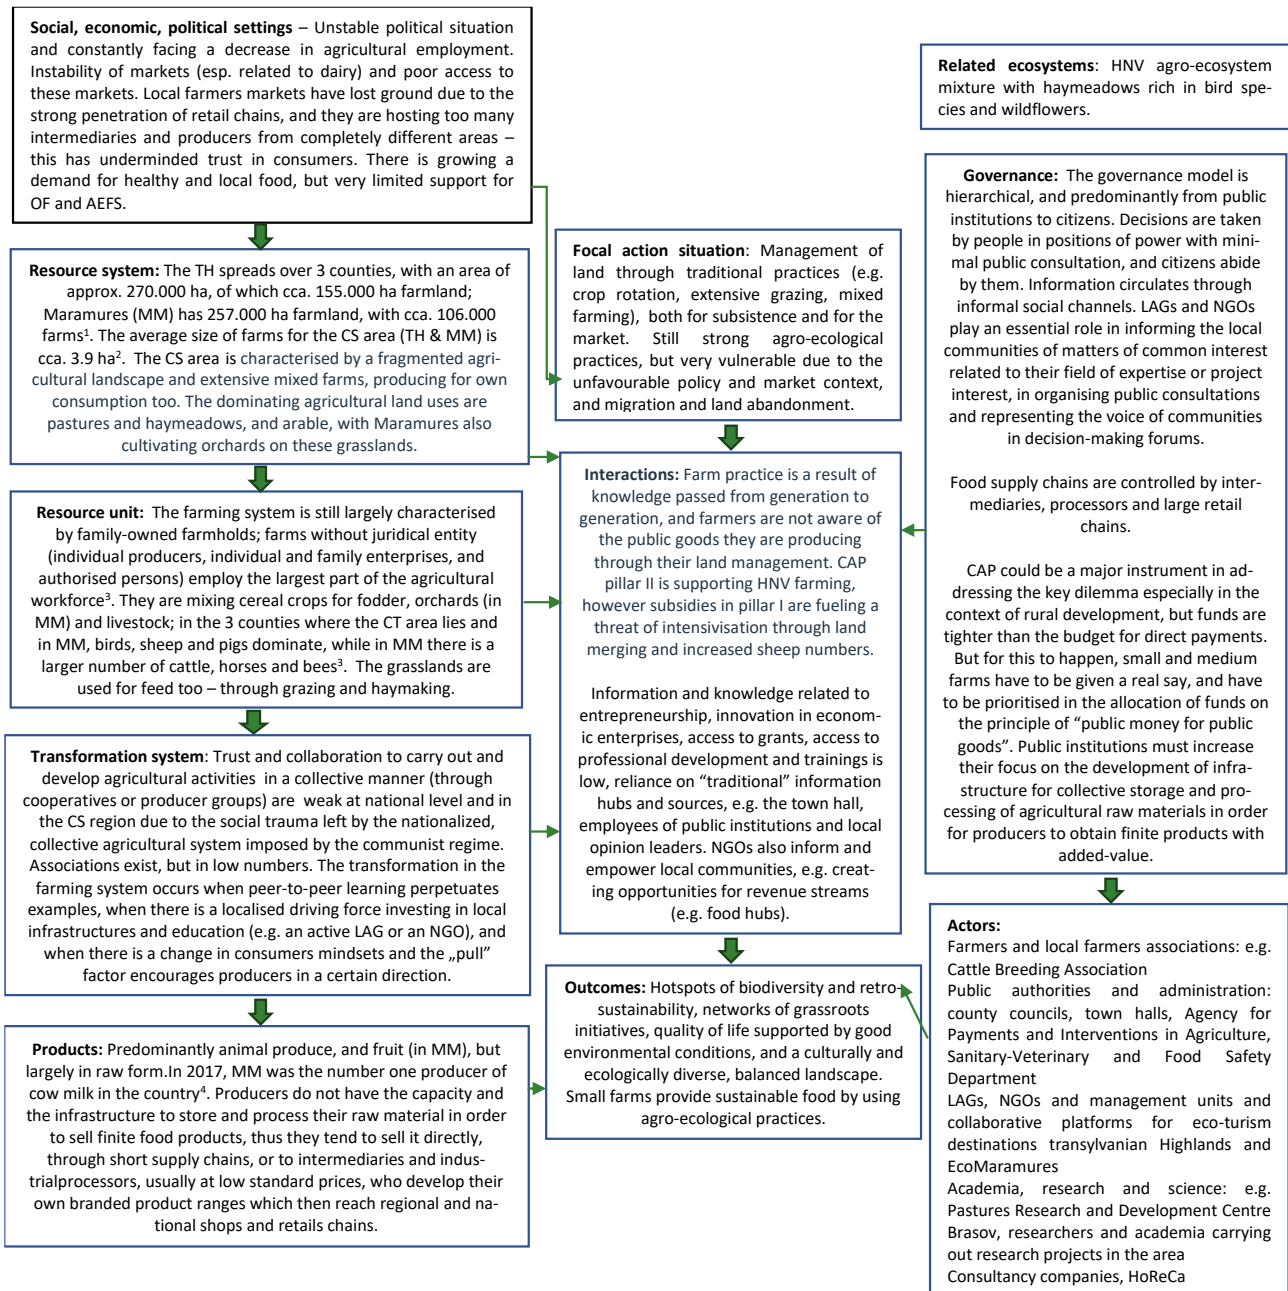 Social, economic, political settings – Unstable political situation
and constantly facing a decrease in agricultural employment.
Instability of markets (esp. related to dairy) and poor access to
these markets. Local farmers markets have lost ground due to the
strong penetration of retail chains, and they are hosting too many
intermediaries and producers from completely different areas –
this has underminded trust in consumers. There is growing a
demand for healthy and local food, but very limited support for
OF and AEFS.
Resource system: The TH spreads over 3 counties, with an area of
approx. 270.000 ha, of which cca. 155.000 ha farmland;
Maramures (MM) has 257.000 ha farmland, with cca. 106.000
farms¹. The average size of farms for the CS area (TH & MM) is
cca. 3.9 ha². The CS area is characterised by a fragmented agri-
cultural landscape and extensive mixed farms, producing for own
consumption too. The dominating agricultural land uses are
pastures and haymeadows, and arable, with Maramures also
cultivating orchards on these grasslands.
Resource unit: The farming system is still largely characterised
by family-owned farmholds; farms without juridical entity
(individual producers, individual and family enterprises, and
authorised persons) employ the largest part of the agricultural
workforce³. They are mixing cereal crops for fodder, orchards (in
MM) and livestock; in the 3 counties where the CT area lies and
in MM, birds, sheep and pigs dominate, while in MM there is a
larger number of cattle, horses and bees³. The grasslands are
used for feed too – through grazing and haymaking.
Transformation system: Trust and collaboration to carry out and
develop agricultural activities in a collective manner (through
cooperatives or producer groups) are weak at national level and in
the CS region due to the social trauma left by the nationalized,
collective agricultural system imposed by the communist regime.
Associations exist, but in low numbers. The transformation in the
farming system occurs when peer-to-peer learning perpetuates
examples, when there is a localised driving force investing in local
infrastructures and education (e.g. an active LAG or an NGO), and
when there is a change in consumers mindsets and the „pull”
factor encourages producers in a certain direction.
Products: Predominantly animal produce, and fruit (in MM), but
largely in raw form.In 2017, MM was the number one producer of
cow milk in the country⁴. Producers do not have the capacity and
the infrastructure to store and process their raw material in order
to sell finite food products, thus they tend to sell it directly,
through short supply chains, or to intermediaries and indus-
trialprocessors, usually at low standard prices, who develop their
own branded product ranges which then reach regional and na-
tional shops and retails chains.
Focal action situation: Management of
land through traditional practices (e.g.
crop rotation, extensive grazing, mixed
farming), both for subsistence and for the
market. Still strong agro-ecological
practices, but very vulnerable due to the
unfavourable policy and market context,
and migration and land abandonment.
Interactions: Farm practice is a result of
knowledge passed from generation to
generation, and farmers are not aware of
the public goods they are producing
through their land management. CAP
pillar II is supporting HNV farming,
however subsidies in pillar I are fueling a
threat of intensivisation through land
merging and increased sheep numbers.
Information and knowledge related to
entrepreneurship, innovation in econom-
ic enterprises, access to grants, access to
professional development and trainings is
low, reliance on “traditional” information
hubs and sources, e.g. the town hall,
employees of public institutions and local
opinion leaders. NGOs also inform and
empower local communities, e.g. creat-
ing opportunities for revenue streams
(e.g. food hubs).
Outcomes: Hotspots of biodiversity and retro-
sustainability, networks of grassroots
initiatives, quality of life supported by good
environmental conditions, and a culturally and
ecologically diverse, balanced landscape.
Small farms provide sustainable food by using
agro-ecological practices.
Related ecosystems: HNV agro-ecosystem
mixture with haymeadows rich in bird spe-
cies and wildflowers.
Governance: The governance model is
hierarchical, and predominantly from public
institutions to citizens. Decisions are taken
by people in positions of power with mini-
mal public consultation, and citizens abide
by them. Information circulates through
informal social channels. LAGs and NGOs
play an essential role in informing the local
communities of matters of common interest
related to their field of expertise or project
interest, in organising public consultations
and representing the voice of communities
in decision-making forums.
Food supply chains are controlled by inter-
mediaries, processors and large retail
chains.
CAP could be a major instrument in ad-
dressing the key dilemma especially in the
context of rural development, but funds are
tighter than the budget for direct payments.
But for this to happen, small and medium
farms have to be given a real say, and have
to be prioritised in the allocation of funds on
the principle of “public money for public
goods”. Public institutions must increase
their focus on the development of infra-
structure for collective storage and pro-
cessing of agricultural raw materials in order
for producers to obtain finite products with
added-value.
Actors:
Farmers and local farmers associations: e.g.
Cattle Breeding Association
Public authorities and administration:
county councils, town halls, Agency for
Payments and Interventions in Agriculture,
Sanitary-Veterinary and Food Safety
Department
LAGs, NGOs and management units and
collaborative platforms for eco-turism
destinations transylvanian Highlands and
EcoMaramures
Academia, research and science: e.g.
Pastures Research and Development Centre
Brasov, researchers and academia carrying
out research projects in the area
Consultancy companies, HoReCa